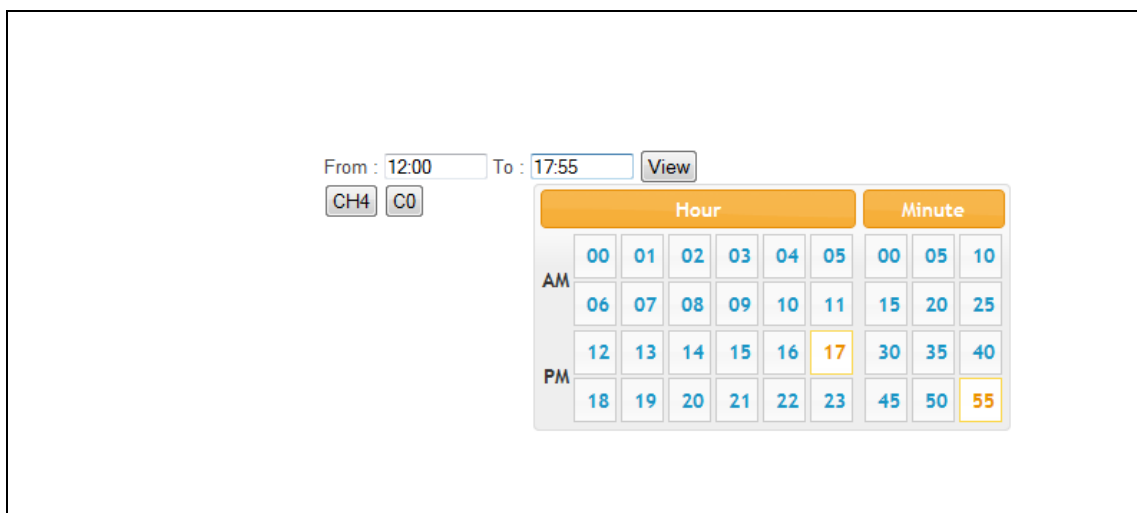 From : 12:00 To : 17:55 View
CH4 C0
Hour Minute
00 01 02 03 04 05 00 05 10
AM
06 07 08 09 10 11 15 20 25
12 13 14 15 16 17 30 35 40
PM
18 19 20 21 22 23 45 50 55